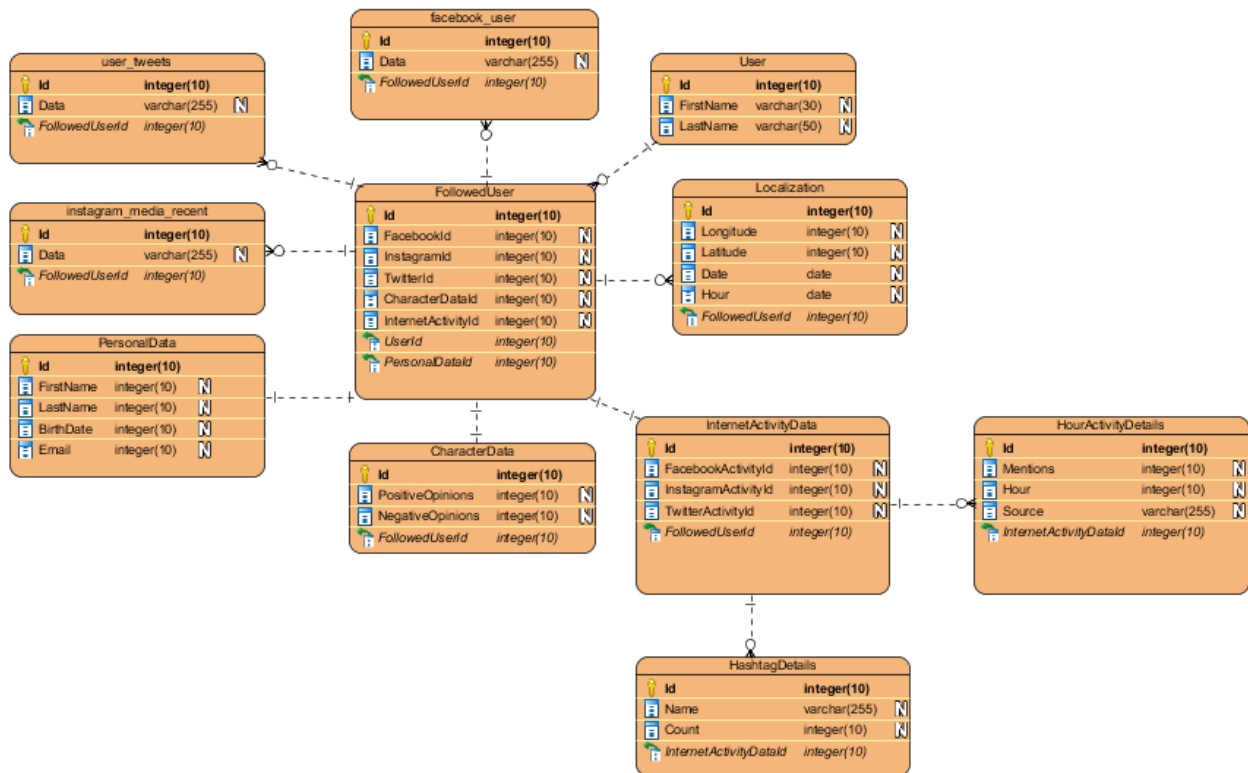 facebook_user
Id integer(10)
Data varchar(255) N
FollowedUserId integer(10)
user_tweets
Id integer(10)
Data varchar(255) N
FollowedUserId integer(10)
User
Id integer(10)
FirstName varchar(30) N
LastName varchar(50) N
instagram_media_recent
Id integer(10)
Data varchar(255) N
FollowedUserId integer(10)
FollowedUser
Id integer(10)
FacebookId integer(10) N
InstagramId integer(10) N
TwitterId integer(10) N
CharacterDataId integer(10) N
InternetActivityId integer(10) N
UserId integer(10)
PersonalDataId integer(10)
Localization
Id integer(10)
Longitude integer(10) N
Latitude integer(10) N
Date date N
Hour date N
FollowedUserId integer(10)
PersonalData
Id integer(10)
FirstName integer(10) N
LastName integer(10) N
BirthDate integer(10) N
Email integer(10) N
CharacterData
Id integer(10)
PositiveOpinions integer(10) N
NegativeOpinions integer(10) N
FollowedUserId integer(10)
InternetActivityData
Id integer(10)
FacebookActivityId integer(10) N
InstagramActivityId integer(10) N
TwitterActivityId integer(10) N
FollowedUserId integer(10)
HourActivityDetails
Id integer(10)
Mentions integer(10) N
Hour integer(10) N
Source varchar(255) N
InternetActivityDataId integer(10)
HashtagDetails
Id integer(10)
Name varchar(255) N
Count integer(10) N
InternetActivityDataId integer(10)